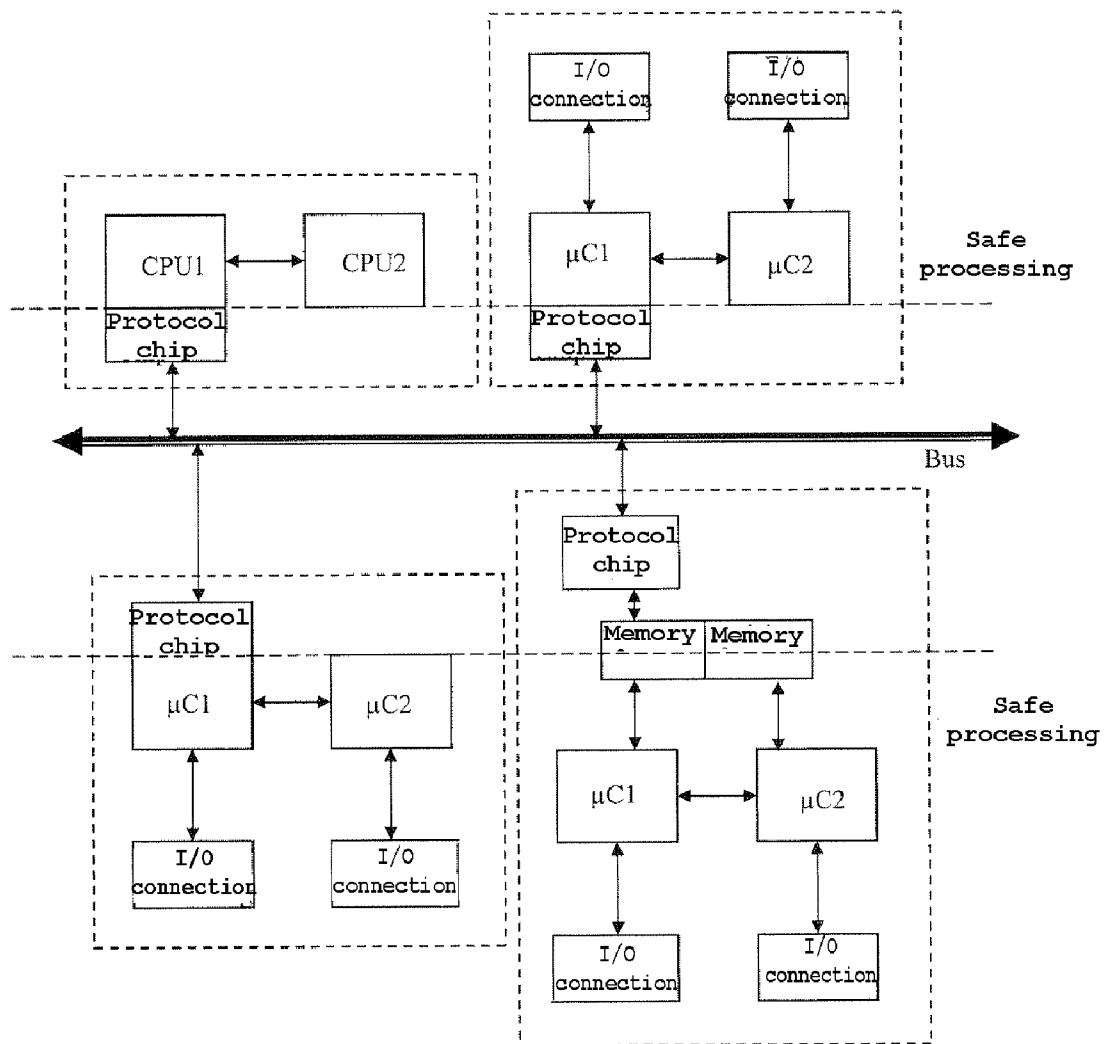 I/O
connection
I/O
connection
CPU1
CPU2
µC1
µC2
Safe
processing
Protocol
chip
Protocol
chip
Bus
Protocol
chip
Memory
Memory
Protocol
chip
µC1
µC2
Safe
processing
µC1
µC2
I/O
connection
I/O
connection
I/O
connection
I/O
connection